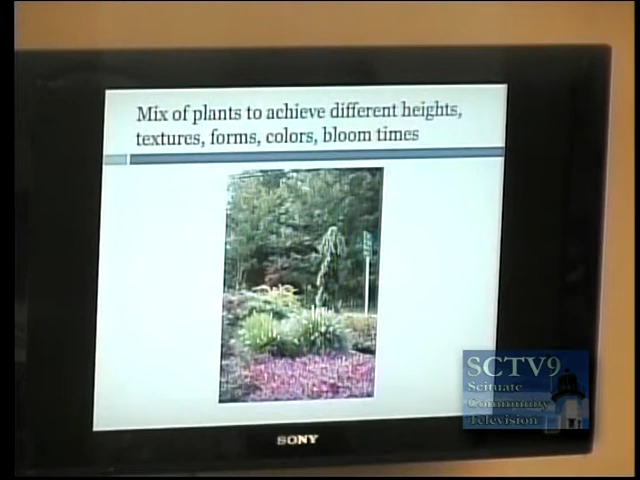 Mix of plants to achieve different heights,
textures, forms, colors, bloom times
SCTV9
Scituate
Community
Television
SONY